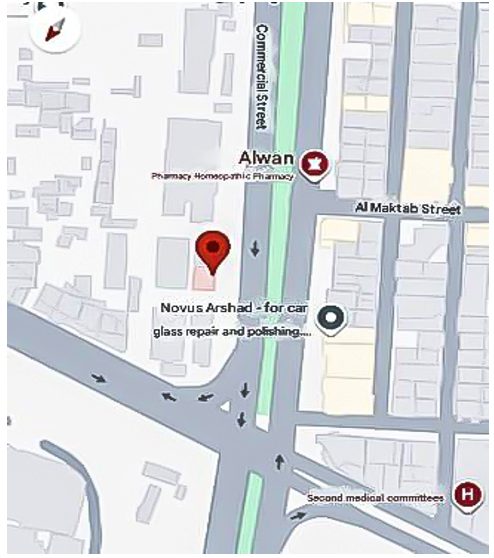 Commercial Street
Alwan
Pharmacy Homeopathic Pharmacy
Al Maktab Street
Novus Arshad - for car
glass repair and polishing....
Second medical committees
H